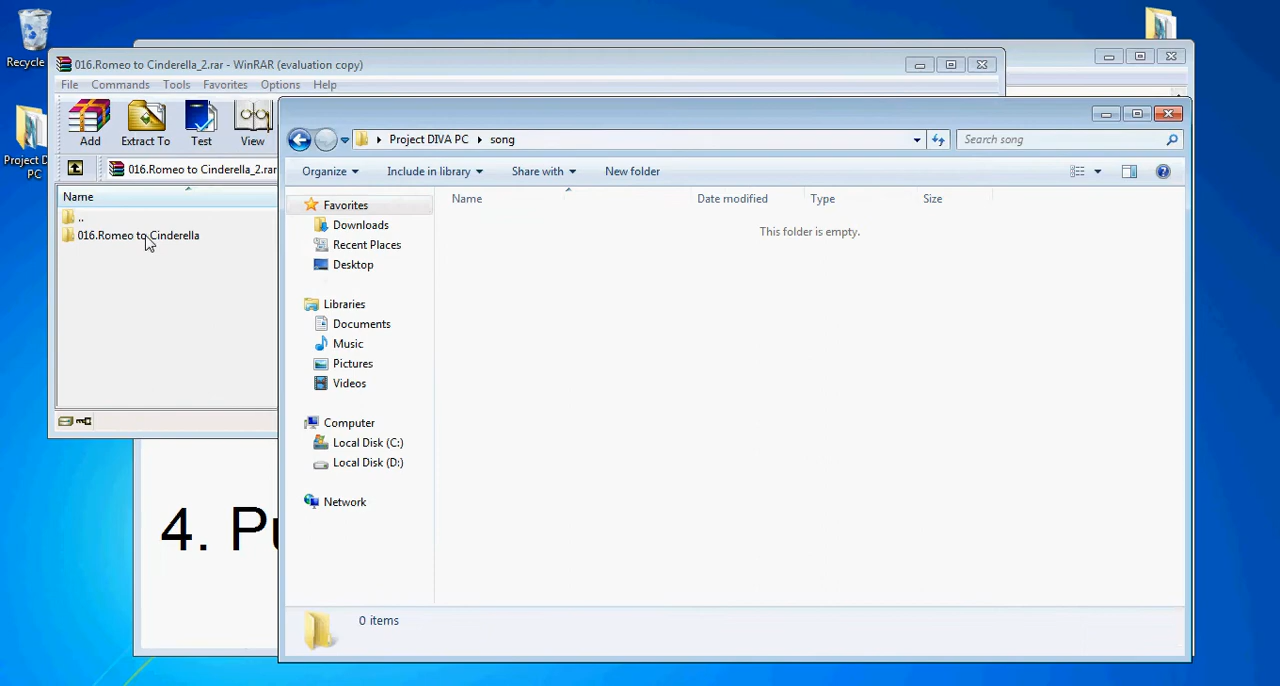 Recycle
Project D
PC
016.Romeo to Cinderella_2.rar - WinRAR (evaluation copy)
File Commands Tools Favorites Options Help
Add Extract To Test View
016.Romeo to Cinderella_2.rar
Name
..
016.Romeo to Cinderella
Project DIVA PC song
Search song
Organize Include in library Share with New folder
Name Date modified Type Size
This folder is empty.
Favorites
Downloads
Recent Places
Desktop
Libraries
Documents
Music
Pictures
Videos
Computer
Local Disk (C:)
Local Disk (D:)
Network
0 items
4. Pu